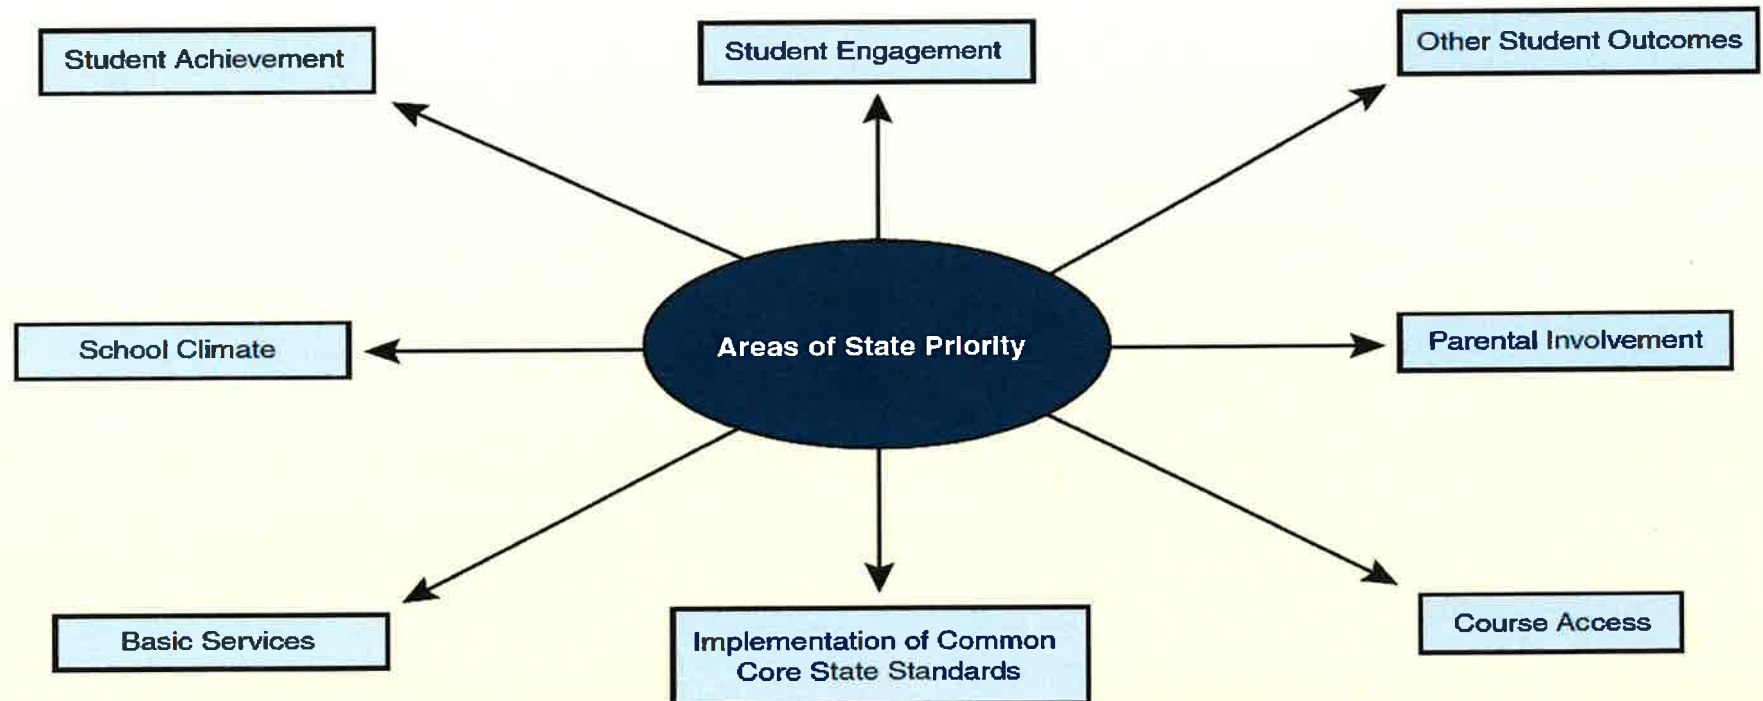 Student Achievement
Student Engagement
Other Student Outcomes
School Climate
Areas of State Priority
Parental Involvement
Basic Services
Implementation of Common
Core State Standards
Course Access